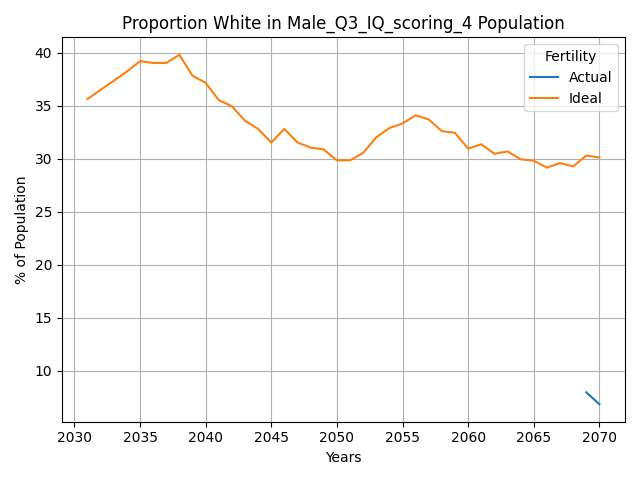 Proportion White in Male_Q3_IQ_scoring_4 Population
Fertility
Actual
Ideal
% of Population
40
35
30
25
20
15
10
2030 2035 2040 2045 2050 2055 2060 2065 2070
Years